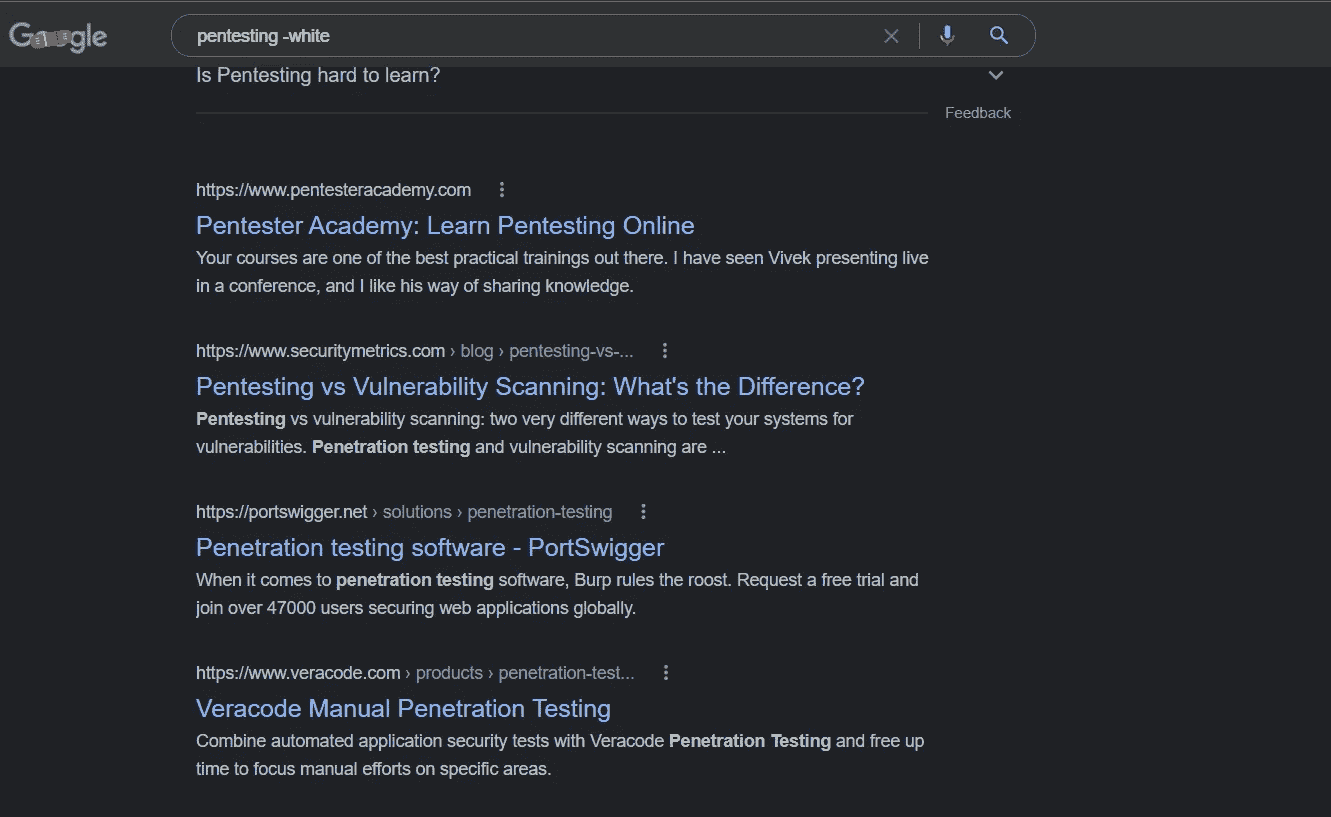 Google
pentesting -white
Is Pentesting hard to learn?
Feedback
https://www.pentesteracademy.com
Pentester Academy: Learn Pentesting Online
Your courses are one of the best practical trainings out there. I have seen Vivek presenting live
in a conference, and I like his way of sharing knowledge.
https://www.securitymetrics.com › blog › pentesting-vs-...
Pentesting vs Vulnerability Scanning: What's the Difference?
Pentesting vs vulnerability scanning: two very different ways to test your systems for
vulnerabilities. Penetration testing and vulnerability scanning are ...
https://portswigger.net › solutions › penetration-testing
Penetration testing software - PortSwigger
When it comes to penetration testing software, Burp rules the roost. Request a free trial and
join over 47000 users securing web applications globally.
https://www.veracode.com › products › penetration-test...
Veracode Manual Penetration Testing
Combine automated application security tests with Veracode Penetration Testing and free up
time to focus manual efforts on specific areas.